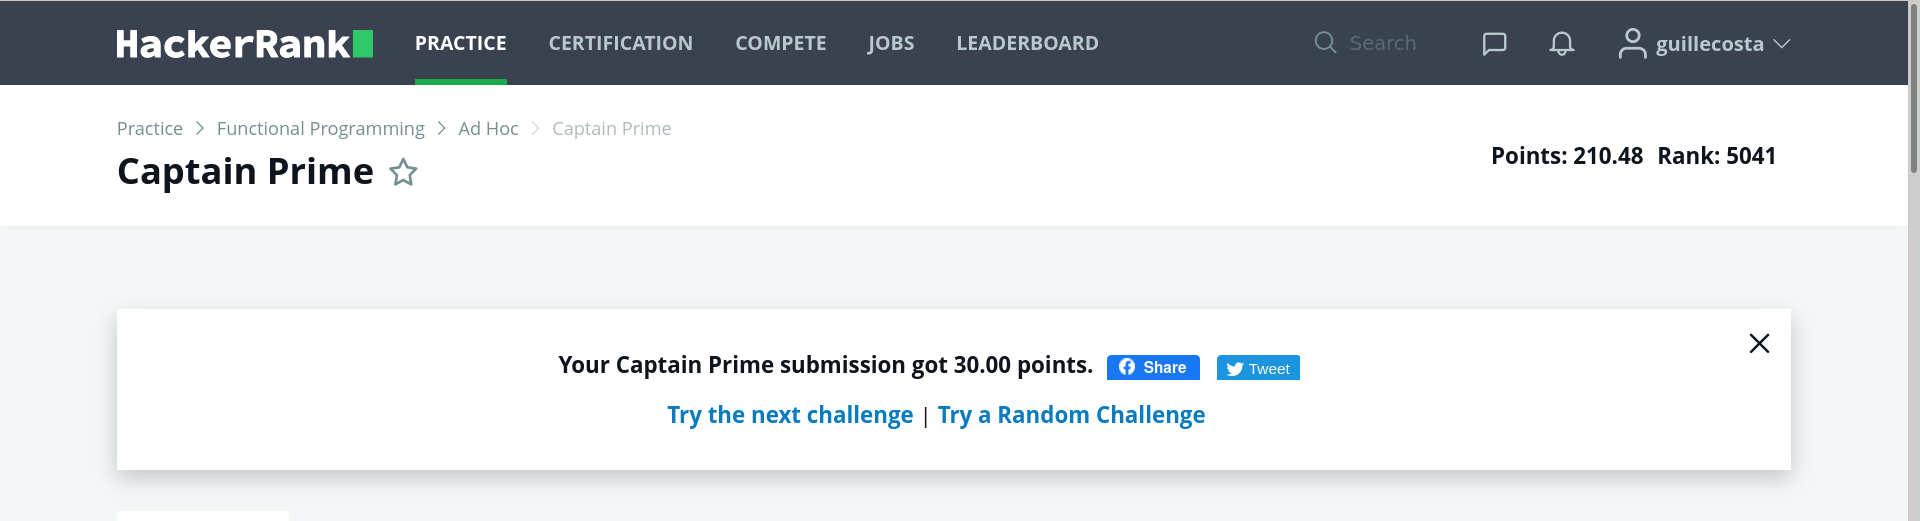 HackerRank PRACTICE CERTIFICATION COMPETE JOBS LEADERBOARD Search guillecosta
Practice Functional Programming Ad Hoc Captain Prime
Captain Prime
Points: 210.48 Rank: 5041
Your Captain Prime submission got 30.00 points. Share Tweet
Try the next challenge | Try a Random Challenge